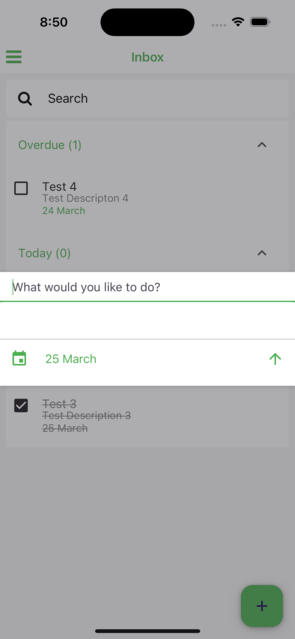 8:50
Inbox
Search
Overdue (1)
Test 4
Test Descripton 4
24 March
Today (0)
What would you like to do?
25 March
Test 3
Test Description 3
25 March